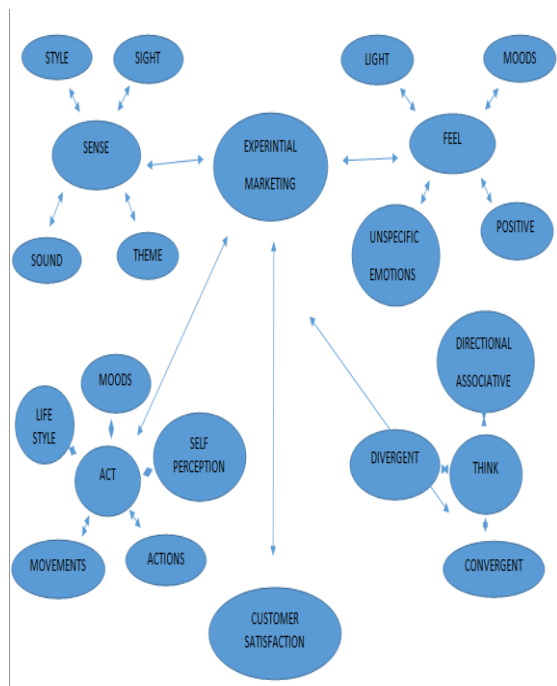 STYLE
SIGHT
LIGHT
MOODS
SENSE
EXPERINTIAL
MARKETING
FEEL
SOUND
THEME
UNSPECIFIC
EMOTIONS
POSITIVE
MOODS
LIFE
STYLE
ACT
SELF
PERCEPTION
MOVEMENTS
ACTIONS
DIRECTIONAL
ASSOCIATIVE
DIVERGENT
THINK
CONVERGENT
CUSTOMER
SATISFACTION